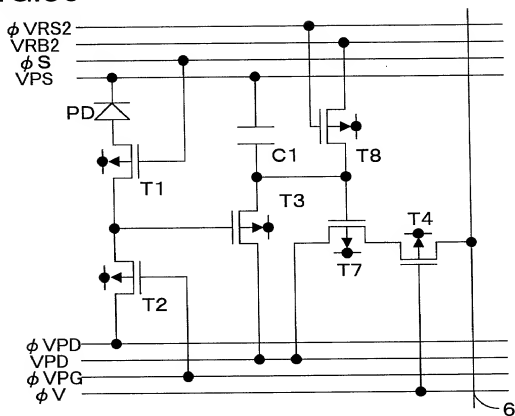 φVRS2
VRB2
φS
VPS
PD
C1
T8
T1
T3
T4
T7
T2
φVPD
VPD
φVPG
φV
6